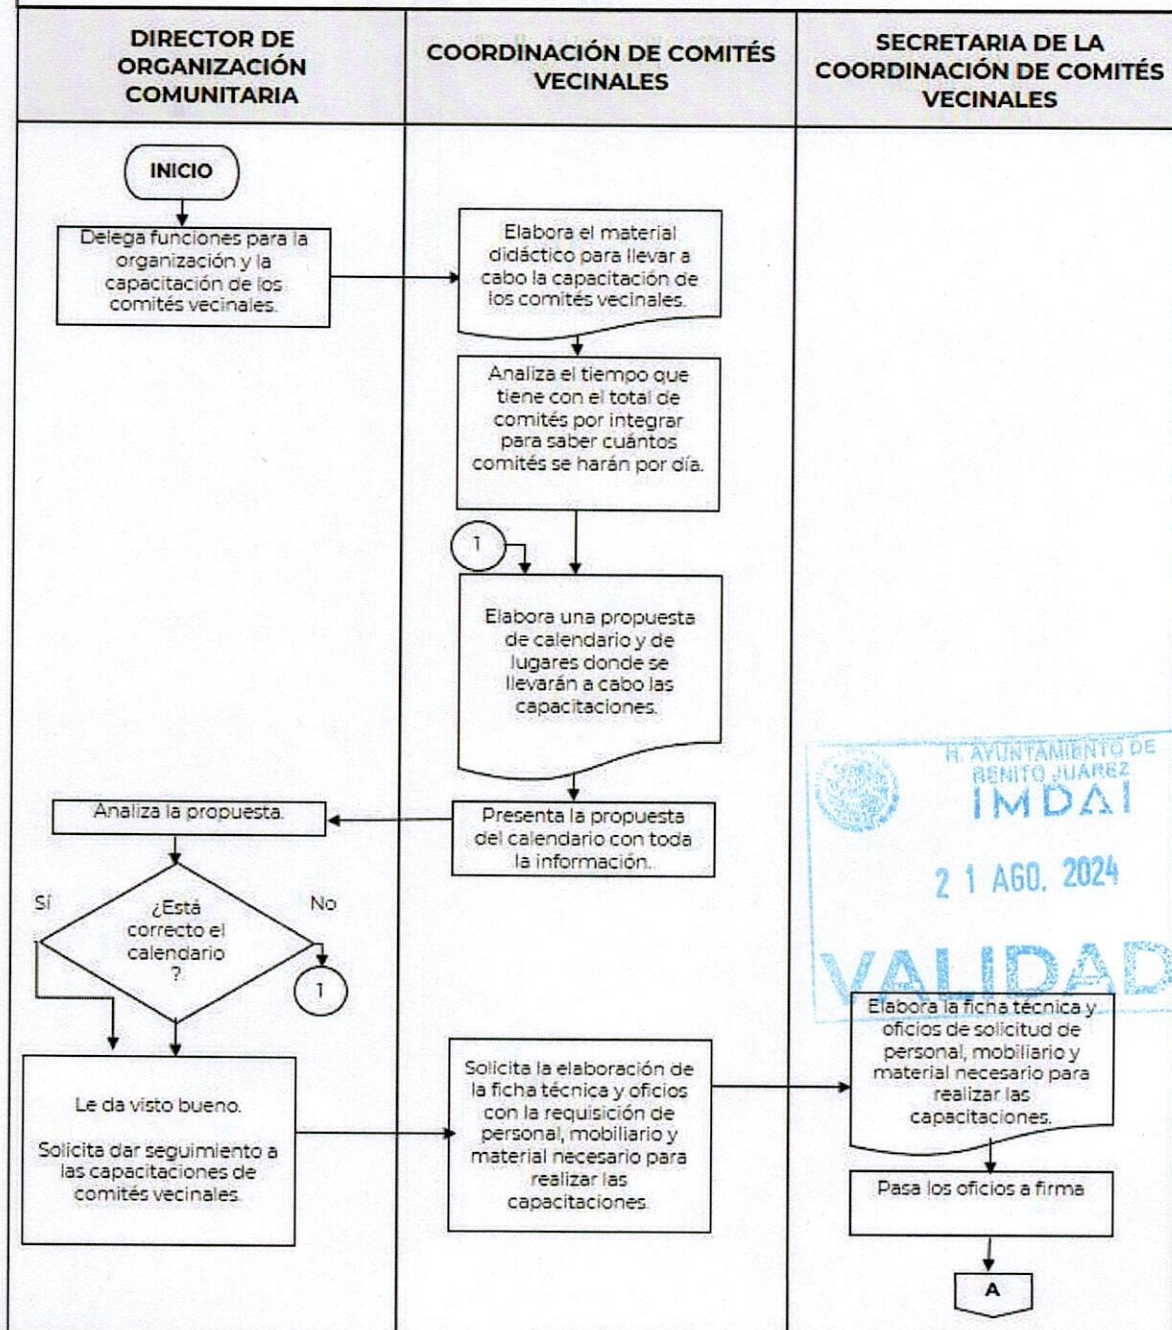 DIRECTOR DE
ORGANIZACIÓN
COMUNITARIA
COORDINACIÓN DE COMITÉS
VECINALES
SECRETARIA DE LA
COORDINACIÓN DE COMITÉS
VECINALES
INICIO
Delega funciones para la
organización y la
capacitación de los
comités vecinales.
Elabora el material
didáctico para llevar a
cabo la capacitación de
los comités vecinales.
Analiza el tiempo que
tiene con el total de
comités por integrar
para saber cuántos
comités se harán por día.
1
Elabora una propuesta
de calendario y de
lugares donde se
llevarán a cabo las
capacitaciones.
Presenta la propuesta
del calendario con toda
la información.
Analiza la propuesta.
Sí
¿Está
correcto el
calendario
?
No
1
Le da visto bueno.
Solicita dar seguimiento a
las capacitaciones de
comités vecinales.
Solicita la elaboración de
la ficha técnica y oficios
con la requisición de
personal, mobiliario y
material necesario para
realizar las
capacitaciones.
H. AYUNTAMIENTO DE
BENITO JUAREZ
IMDAI
21 AGO. 2024
VALIDAD
Elabora la ficha técnica y
oficios de solicitud de
personal, mobiliario y
material necesario para
realizar las
capacitaciones.
Pasa los oficios a firma
A